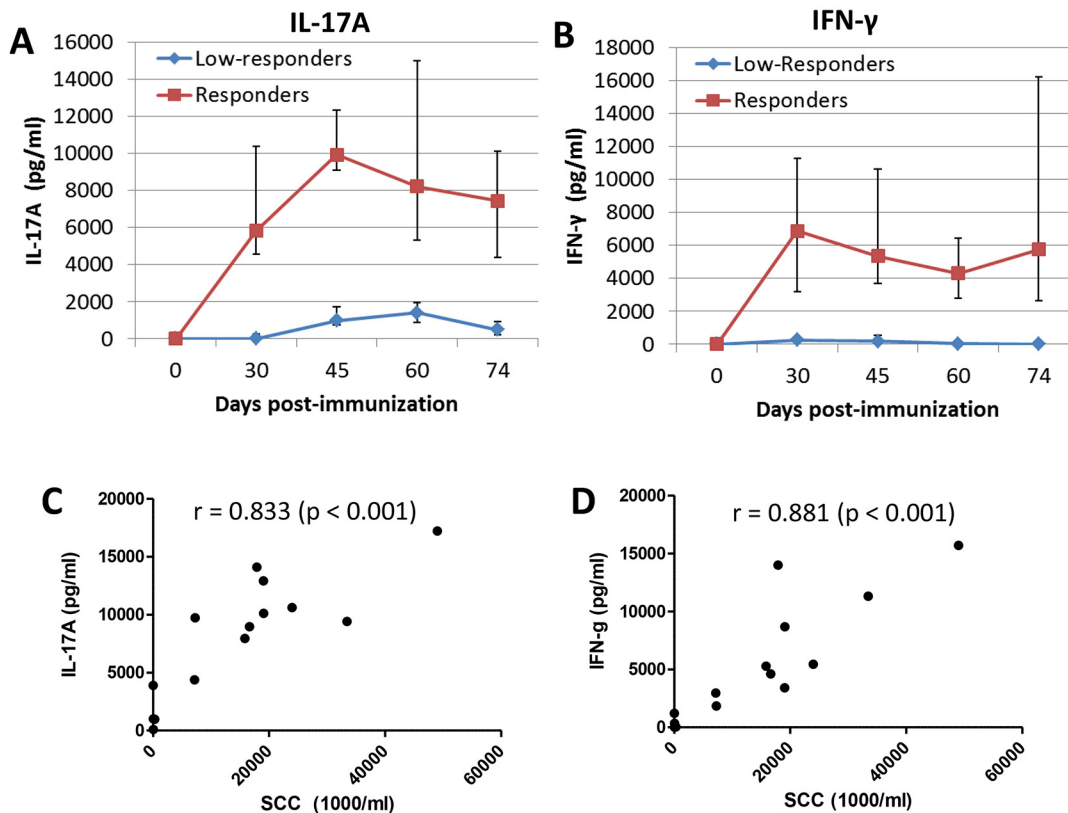 A
IL-17A
IL-17A (pg/ml)
16000
14000
12000
10000
8000
6000
4000
2000
0
Low-responders
Responders
0 30 45 60 74
Days post-immunization
B
IFN-γ
IFN-γ (pg/ml)
18000
16000
14000
12000
10000
8000
6000
4000
2000
0
Low-Responders
Responders
0 30 45 60 74
Days post-immunization
C
r = 0.833 (p < 0.001)
IL-17A (pg/ml)
20000
15000
10000
5000
0
0 20000 40000 60000
SCC (1000/ml)
D
r = 0.881 (p < 0.001)
IFN-g (pg/ml)
20000
15000
10000
5000
0
0 20000 40000 60000
SCC (1000/ml)